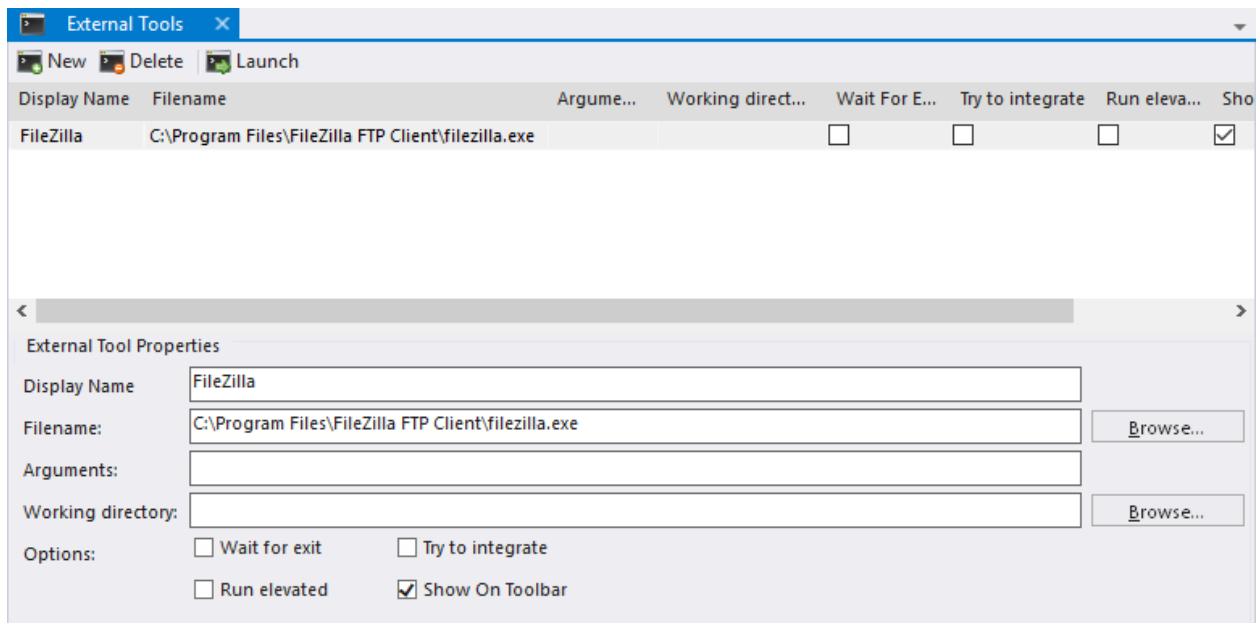 External Tools
New Delete Launch
Display Name Filename Argume... Working direct... Wait For E... Try to integrate Run eleva... Sho
FileZilla C:\Program Files\FileZilla FTP Client\filezilla.exe
External Tool Properties
Display Name FileZilla
Filename: C:\Program Files\FileZilla FTP Client\filezilla.exe Browse...
Arguments:
Working directory: Browse...
Options: Wait for exit Try to integrate
Run elevated Show On Toolbar